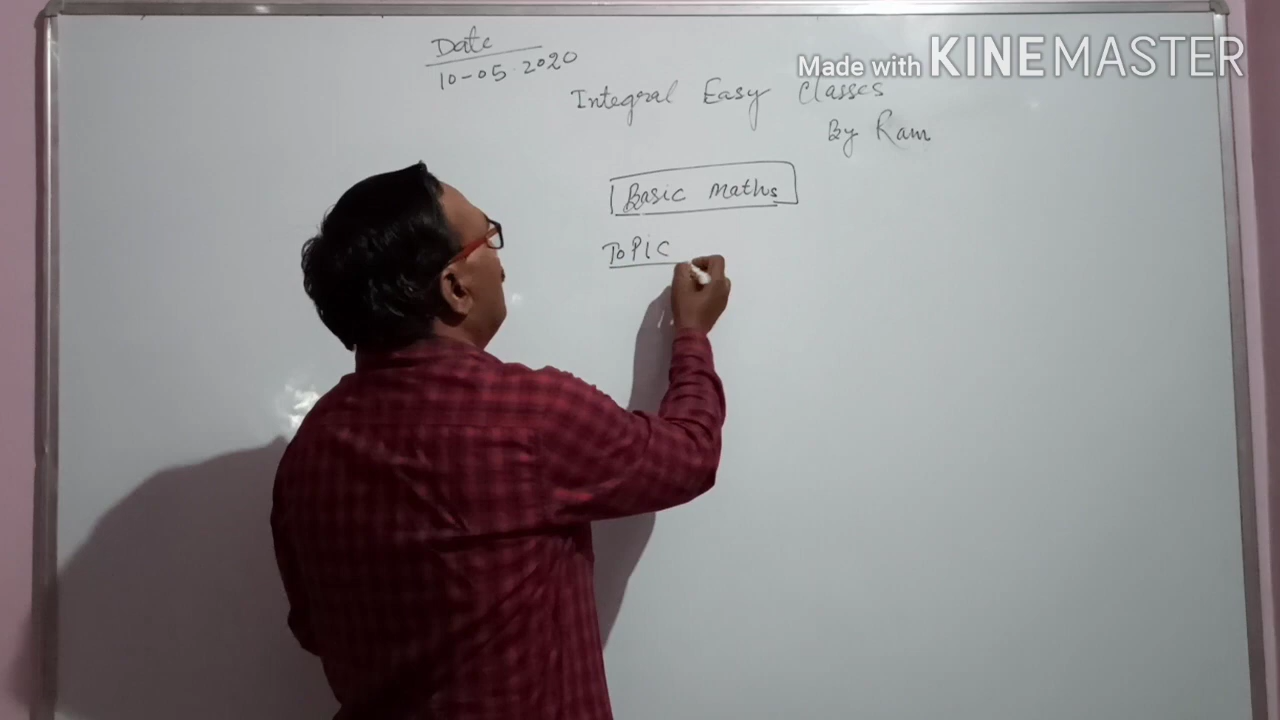 Date
10-05.2020
Made with KINEMASTER
Integral Easy Classes
By Ram
Basic Maths
Topic